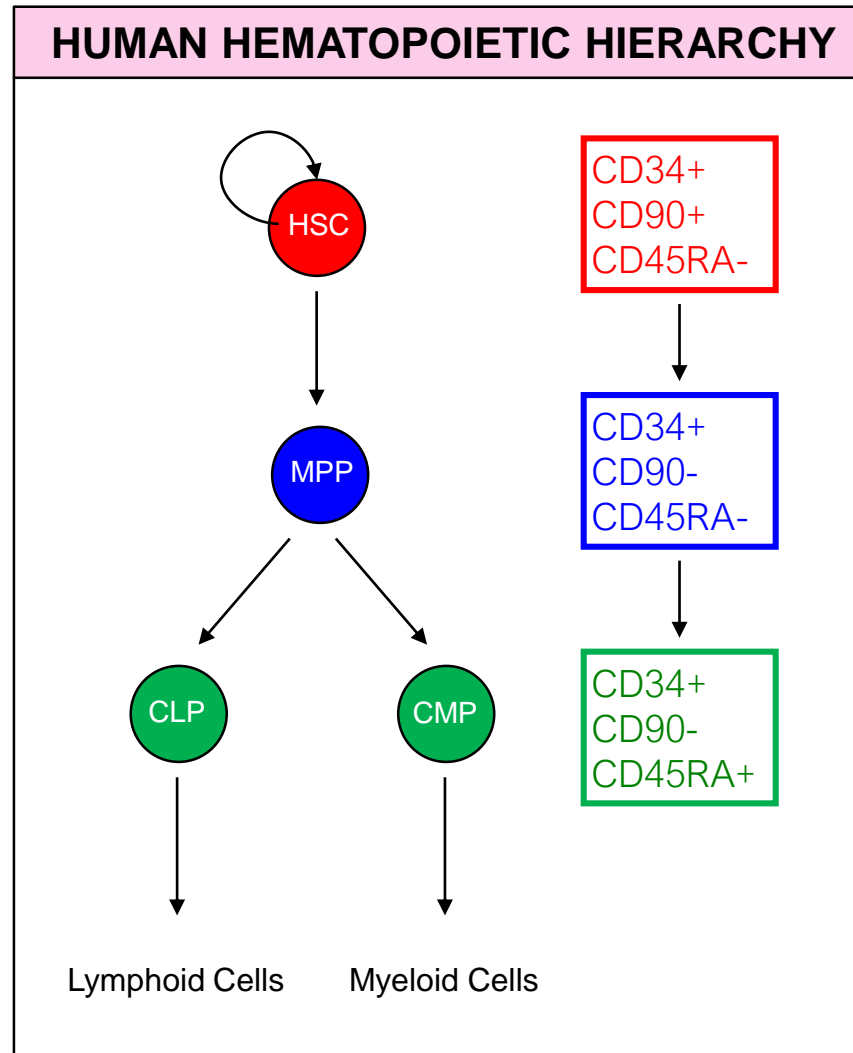 HUMAN HEMATOPOIETIC HIERARCHY
HSC
CD34+
CD90+
CD45RA-
MPP
CD34+
CD90-
CD45RA-
CLP
CMP
CD34+
CD90-
CD45RA+
Lymphoid Cells
Myeloid Cells